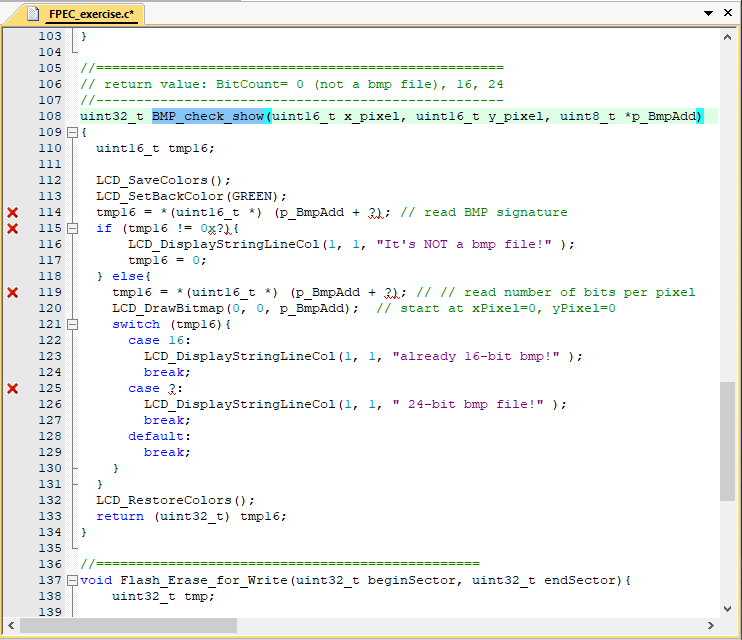 FPEC_exercise.c*
103 }
104
105 //===================================================
106 // return value: BitCount= 0 (not a bmp file), 16, 24
107 //---------------------------------------------------
108 uint32_t BMP_check_show(uint16_t x_pixel, uint16_t y_pixel, uint8_t *p_BmpAdd)
109 {
110 uint16_t tmp16;
111
112 LCD_SaveColors();
113 LCD_SetBackColor(GREEN);
114 tmp16 = *(uint16_t *) (p_BmpAdd + ?); // read BMP signature
115 if (tmp16 != 0x?){
116 LCD_DisplayStringLineCol(1, 1, "It's NOT a bmp file!" );
117 tmp16 = 0;
118 } else{
119 tmp16 = *(uint16_t *) (p_BmpAdd + ?); // // read number of bits per pixel
120 LCD_DrawBitmap(0, 0, p_BmpAdd); // start at xPixel=0, yPixel=0
121 switch (tmp16){
122 case 16:
123 LCD_DisplayStringLineCol(1, 1, "already 16-bit bmp!" );
124 break;
125 case ?:
126 LCD_DisplayStringLineCol(1, 1, " 24-bit bmp file!" );
127 break;
128 default:
129 break;
130 }
131 }
132 LCD_RestoreColors();
133 return (uint32_t) tmp16;
134 }
135
136 //================================================
137 void Flash_Erase_for_Write(uint32_t beginSector, uint32_t endSector){
138 uint32_t tmp;
139